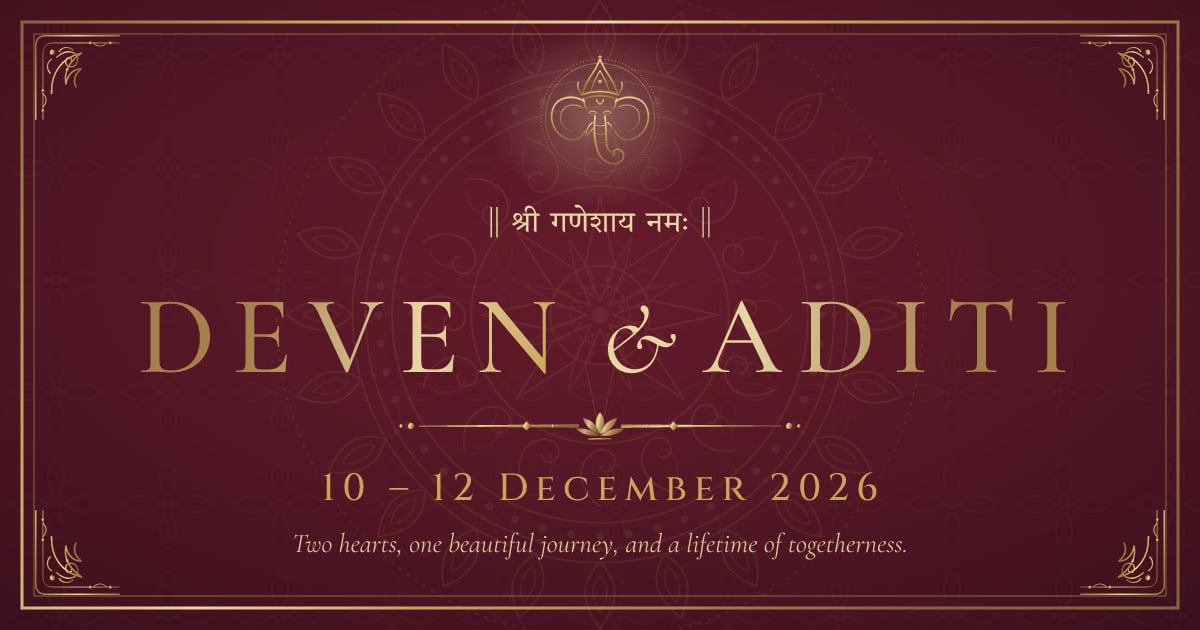 || श्री गणेशाय नमः ||
DEVEN & ADITI
10 – 12 DECEMBER 2026
Two hearts, one beautiful journey, and a lifetime of togetherness.